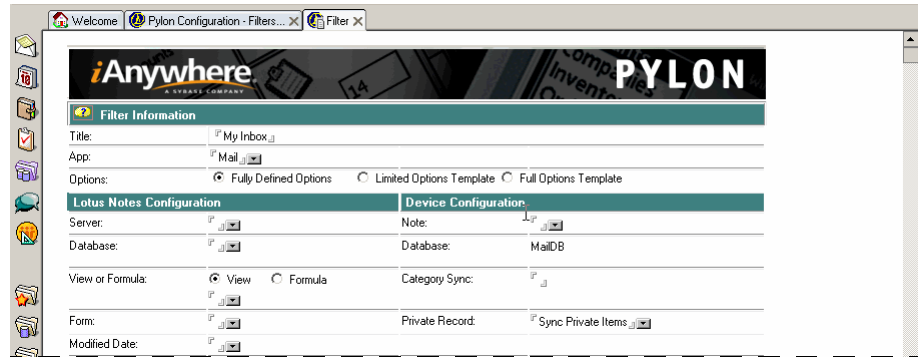 Welcome Pylon Configuration - Filters... Filter
iAnywhere PYLON
A SYBASE COMPANY
Filter Information
Title: My Inbox
App: Mail
Options: Fully Defined Options Limited Options Template Full Options Template
Lotus Notes Configuration Device Configuration
Server: Note:
Database: Database: MailDB
View or Formula: View Formula Category Sync:
Form: Private Record: Sync Private Items
Modified Date: